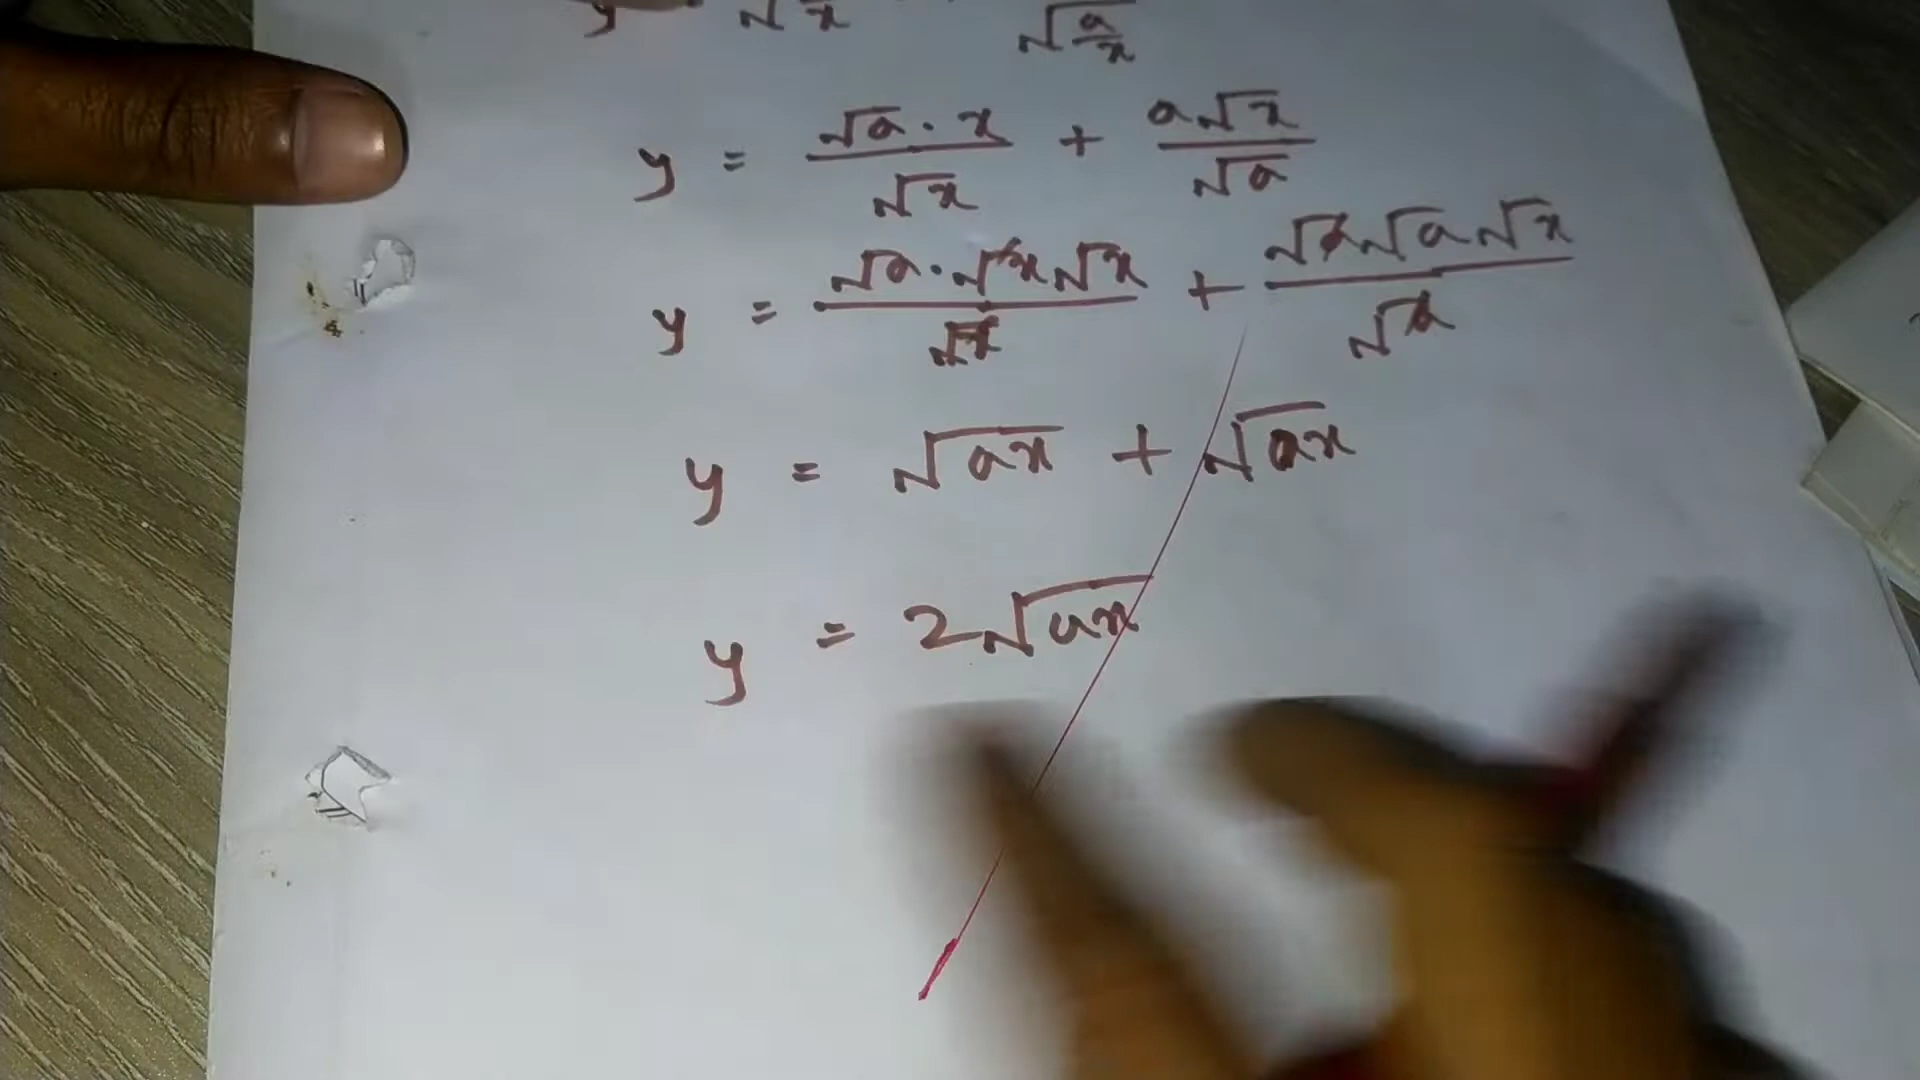 y √x √a/x
y = √a · x / √x + a√x / √a
y = √a · √x√x / √x + √a√a√x / √a
y = √ax + √ax
y = 2√ax